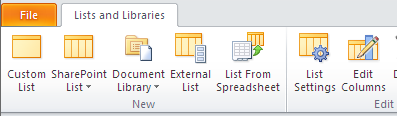 File Lists and Libraries
Custom List
SharePoint List
Document Library
External List
List From Spreadsheet
List Settings
Edit Columns
New
Edit